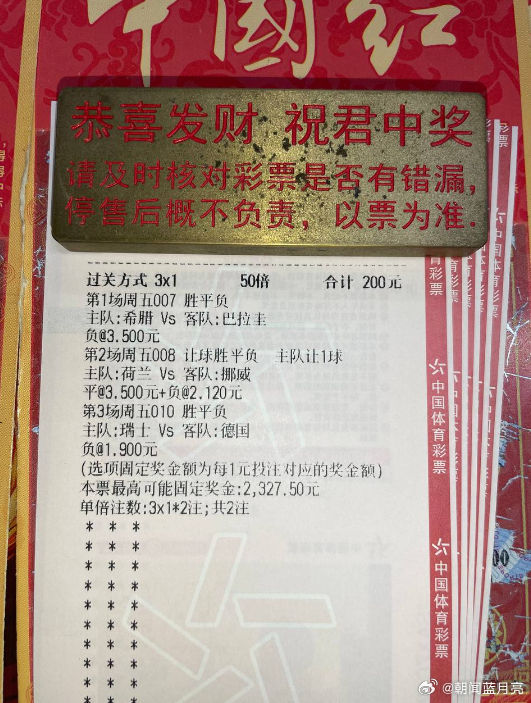 中國红
恭喜发财 祝君中奖
请及时核对彩票是否有错漏,
停售后概不负责, 以票为准.
过关方式 3x1 50倍 合计 200元
第1场周五007 胜平负
主队:希腊 Vs 客队:巴拉圭
负@3.500元
第2场周五008 让球胜平负 主队让1球
主队:荷兰 Vs 客队:挪威
平@3.500元+负@2.120元
第3场周五010 胜平负
主队:瑞士 Vs 客队:德国
负@1.900元
(选项固定奖金额为每1元投注对应的奖金额)
本票最高可能固定奖金:2,327.50元
单倍注数:3x1*2注;共2注
* * *
* * *
* * *
* * *
* * *
* * *
* * *
* * *
* * *
体育彩票
中国体育彩票
中国体育彩票
@朝闻蓝月亮